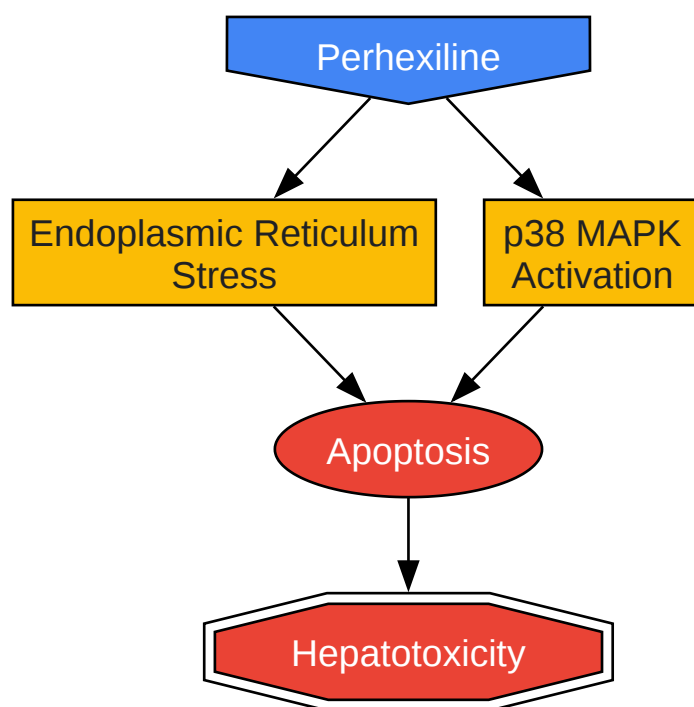 Perhexiline
Endoplasmic Reticulum
Stress
p38 MAPK
Activation
Apoptosis
Hepatotoxicity